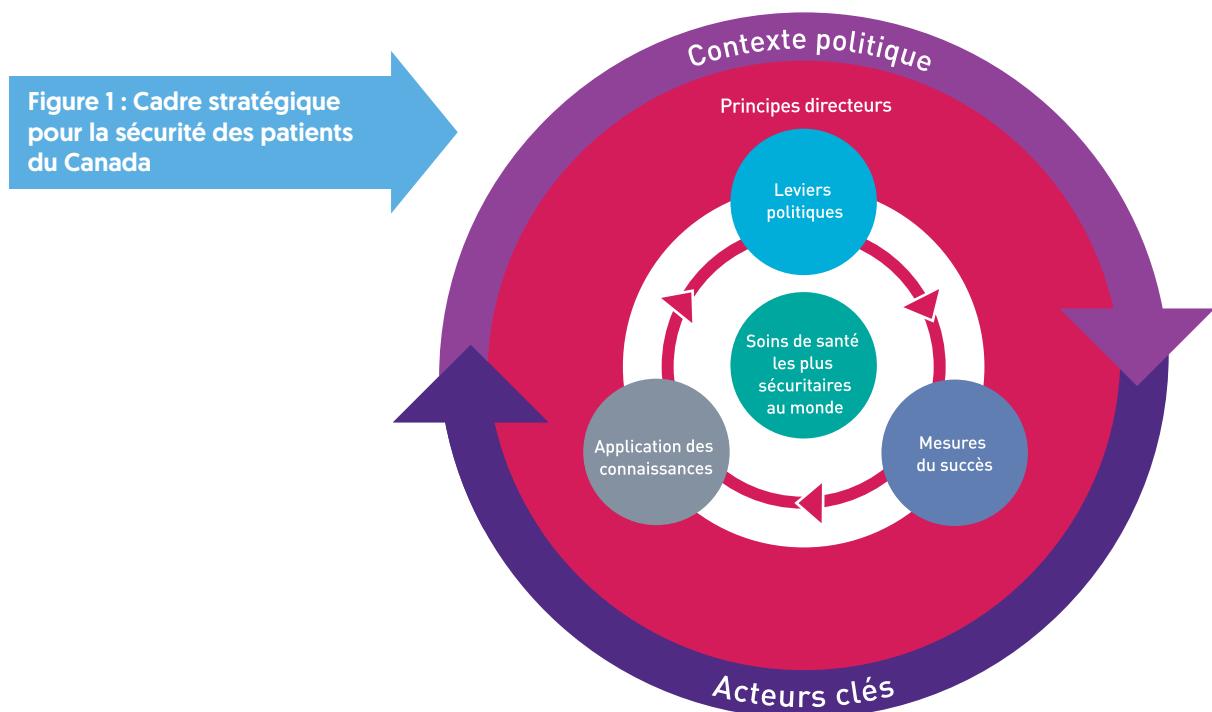 Figure 1 : Cadre stratégique
pour la sécurité des patients
du Canada
Contexte politique
Principes directeurs
Leviers
politiques
Soins de santé
les plus
sécuritaires
au monde
Application des
connaissances
Mesures
du succès
Acteurs clés